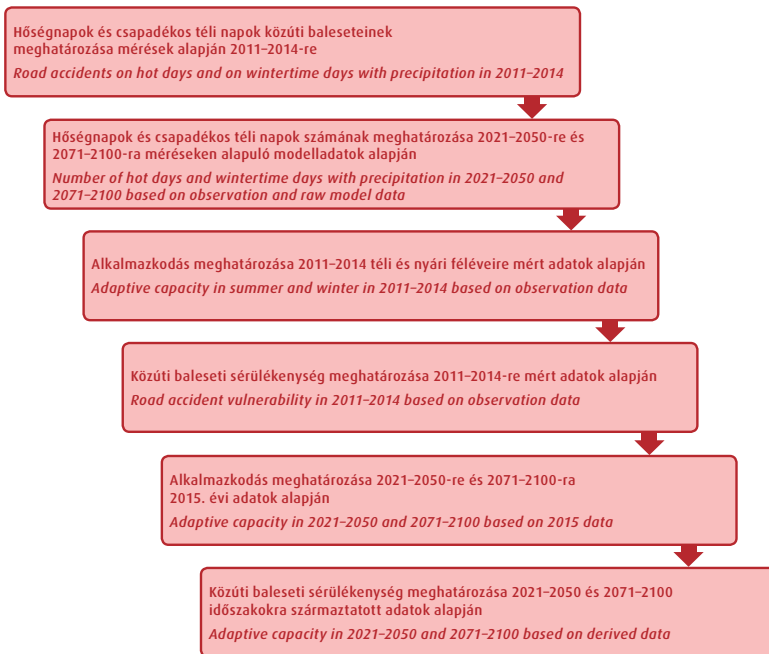 Hőségnapok és csapadékos téli napok közúti baleseteinek
meghatározása mérések alapján 2011–2014-re
Road accidents on hot days and on wintertime days with precipitation in 2011–2014
Hőségnapok és csapadékos téli napok számának meghatározása 2021–2050-re és
2071–2100-ra méréseken alapuló modelladatok alapján
Number of hot days and wintertime days with precipitation in 2021–2050 and
2071–2100 based on observation and raw model data
Alkalmazkodás meghatározása 2011–2014 téli és nyári féléveire mért adatok alapján
Adaptive capacity in summer and winter in 2011–2014 based on observation data
Közúti baleseti sérülékenység meghatározása 2011–2014-re mért adatok alapján
Road accident vulnerability in 2011–2014 based on observation data
Alkalmazkodás meghatározása 2021–2050-re és 2071–2100-ra
2015. évi adatok alapján
Adaptive capacity in 2021–2050 and 2071–2100 based on 2015 data
Közúti baleseti sérülékenység meghatározása 2021–2050 és 2071–2100
időszakokra származtatott adatok alapján
Adaptive capacity in 2021–2050 and 2071–2100 based on derived data